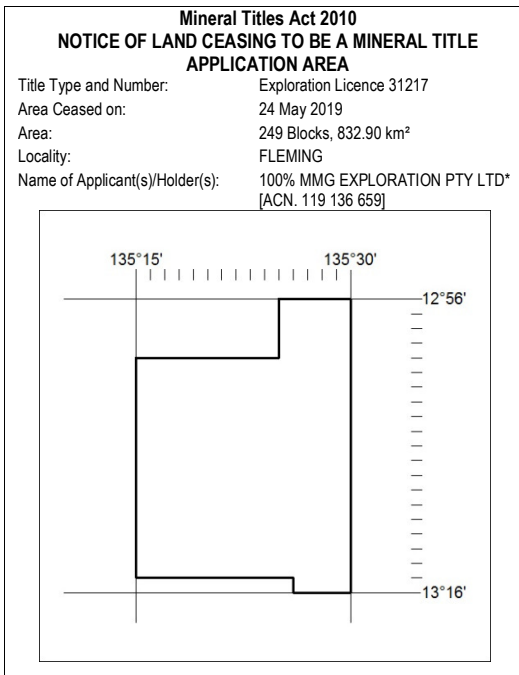 Mineral Titles Act 2010
NOTICE OF LAND CEASING TO BE A MINERAL TITLE
APPLICATION AREA
Title Type and Number: Exploration Licence 31217
Area Ceased on: 24 May 2019
Area: 249 Blocks, 832.90 km²
Locality: FLEMING
Name of Applicant(s)/Holder(s): 100% MMG EXPLORATION PTY LTD*
[ACN. 119 136 659]
135°15' 135°30'
12°56'
13°16'